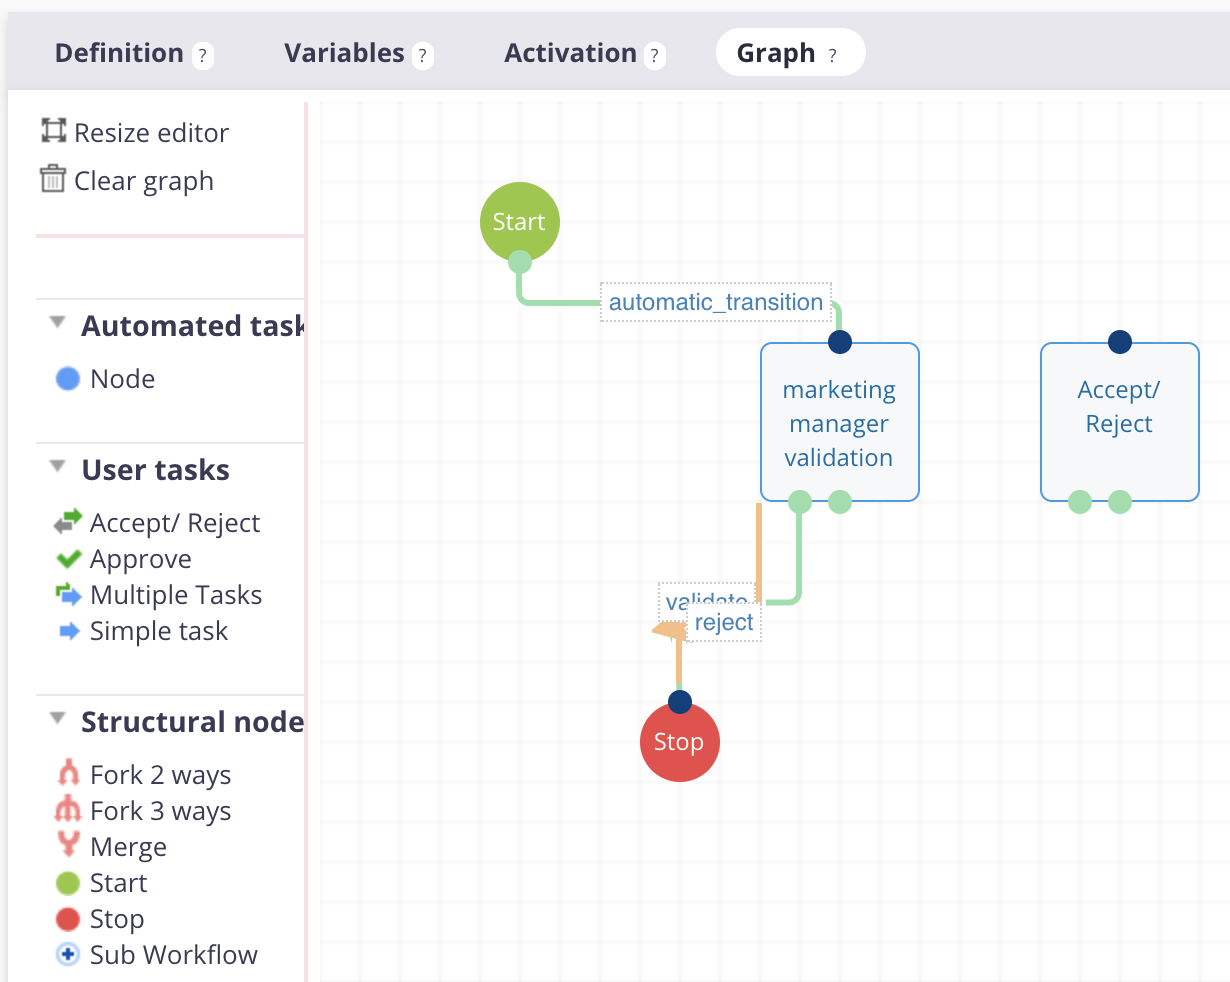 Definition ?
Variables ?
Activation ?
Graph ?
Resize editor
Clear graph
Automated task
Node
User tasks
Accept/ Reject
Approve
Multiple Tasks
Simple task
Structural node
Fork 2 ways
Fork 3 ways
Merge
Start
Stop
Sub Workflow
Start
automatic_transition
marketing
manager
validation
Accept/
Reject
validate
reject
Stop